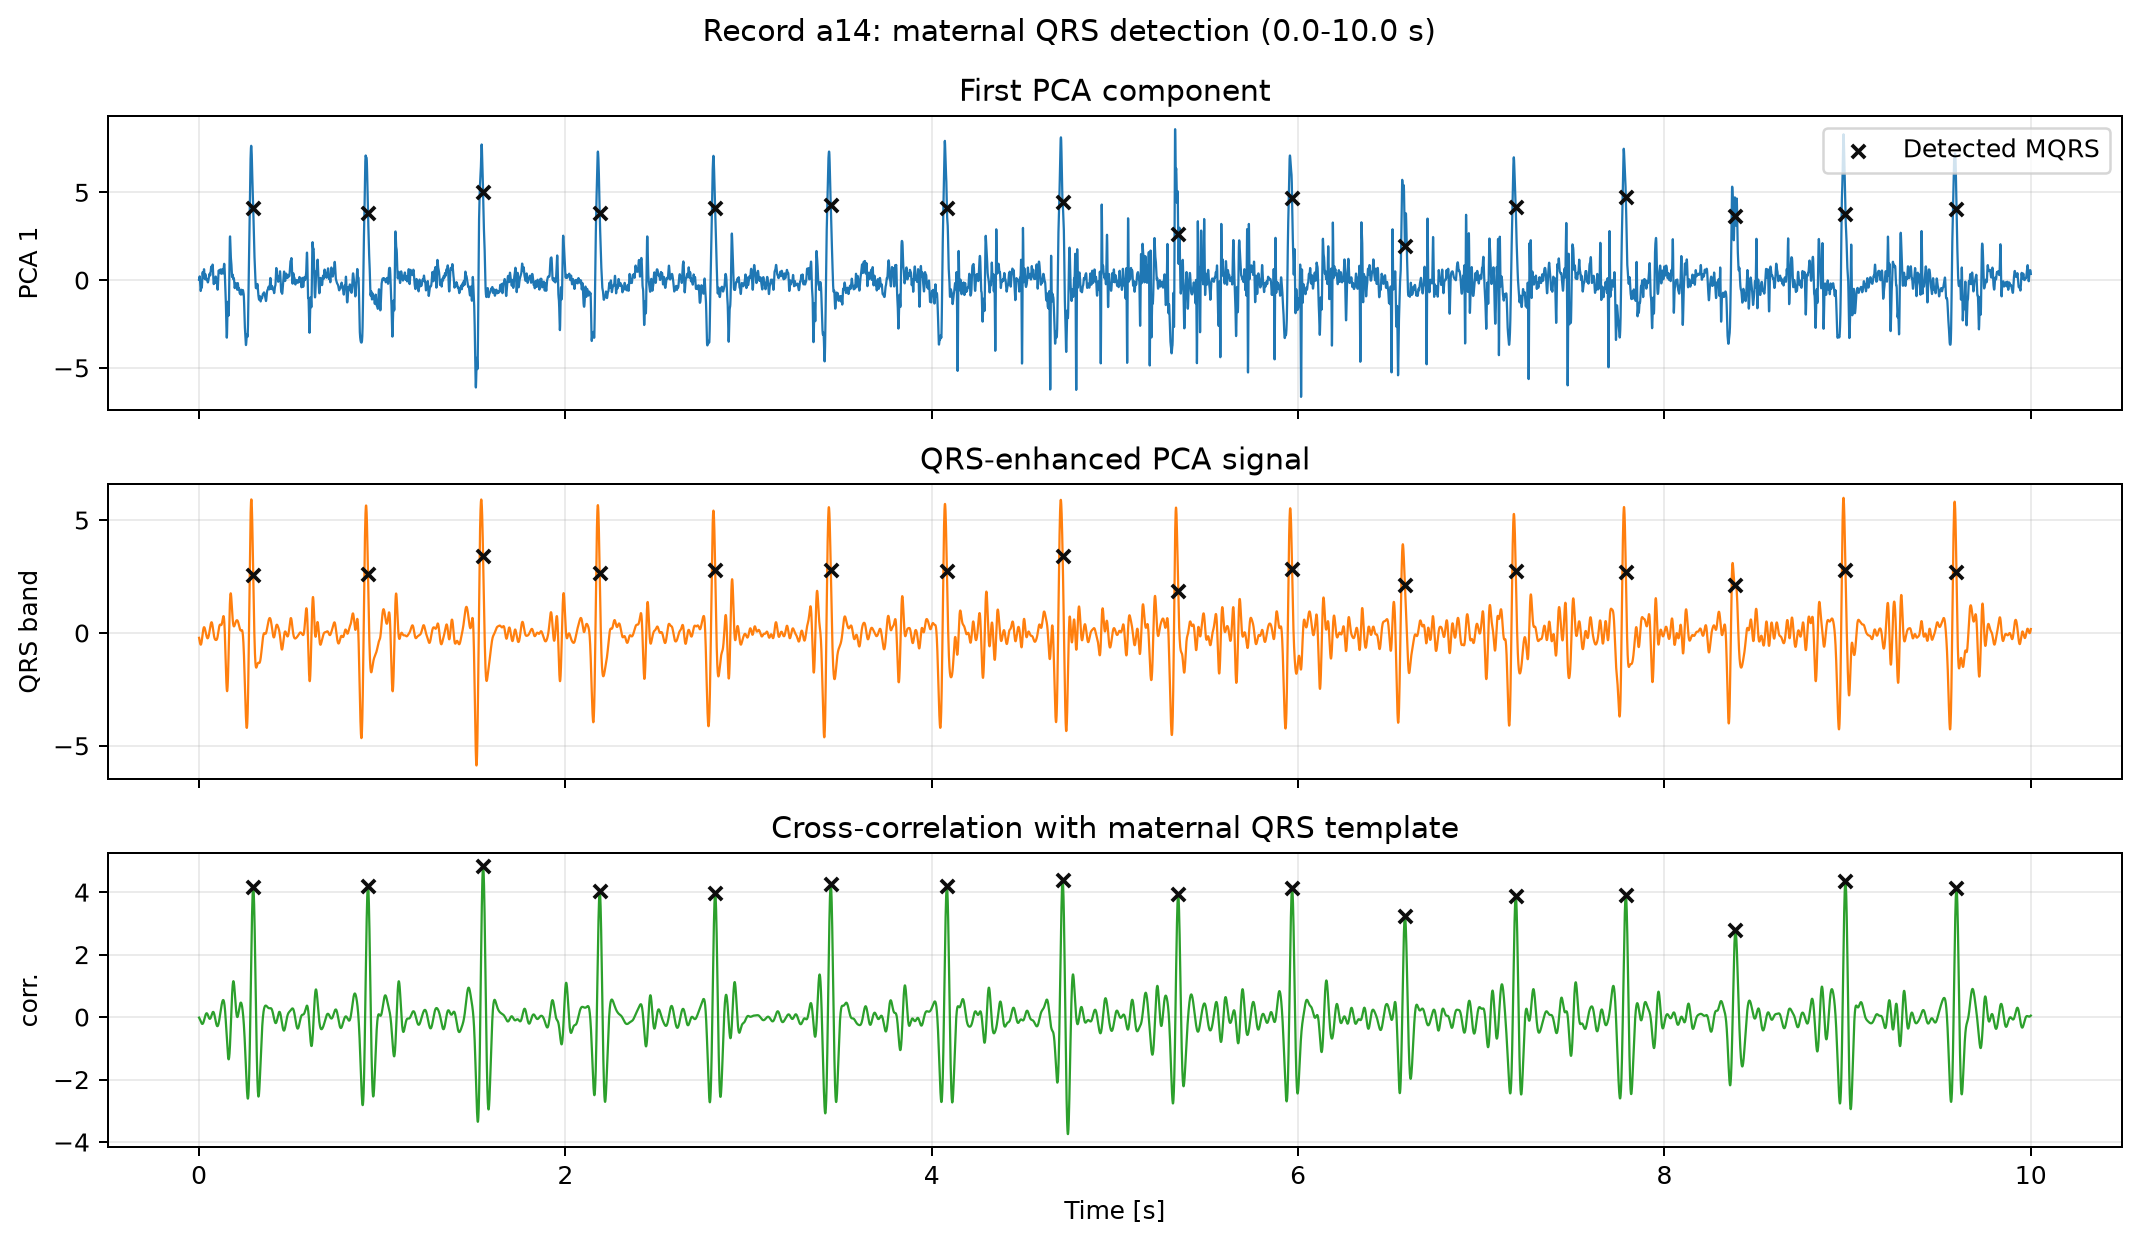 Record a14: maternal QRS detection (0.0-10.0 s)
First PCA component
PCA 1
5
0
−5
Detected MQRS
QRS-enhanced PCA signal
QRS band
5
0
−5
Cross-correlation with maternal QRS template
corr.
4
2
0
−2
−4
0 2 4 6 8 10
Time [s]